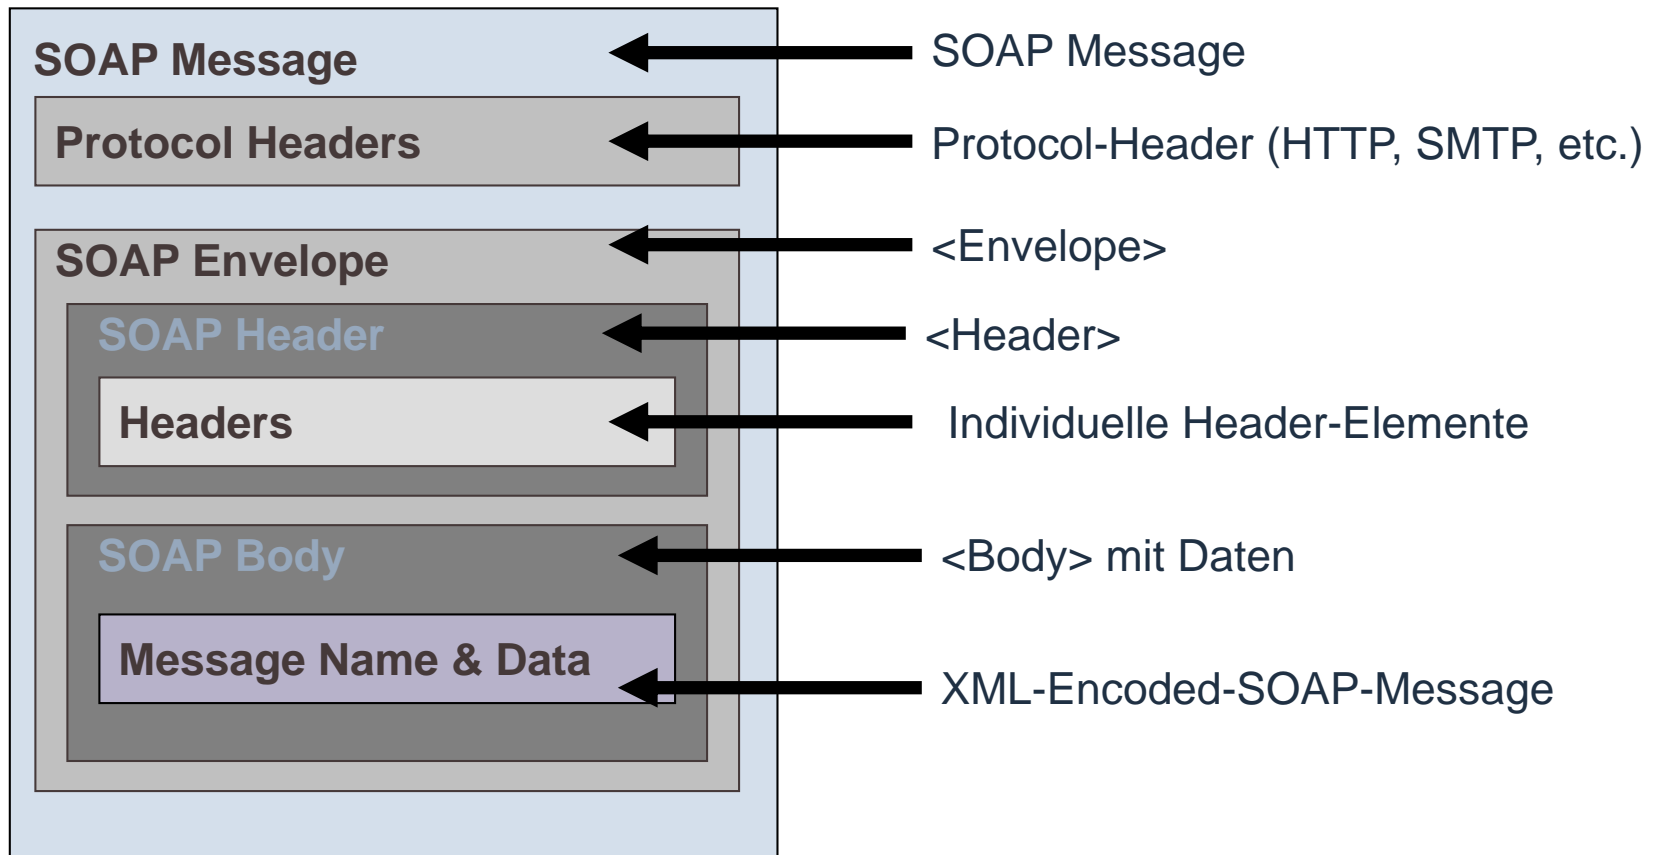 SOAP Message
SOAP Message
Protocol Headers
Protocol-Header (HTTP, SMTP, etc.)
SOAP Envelope
<Envelope>
SOAP Header
<Header>
Headers
Individuelle Header-Elemente
SOAP Body
<Body> mit Daten
Message Name & Data
XML-Encoded-SOAP-Message